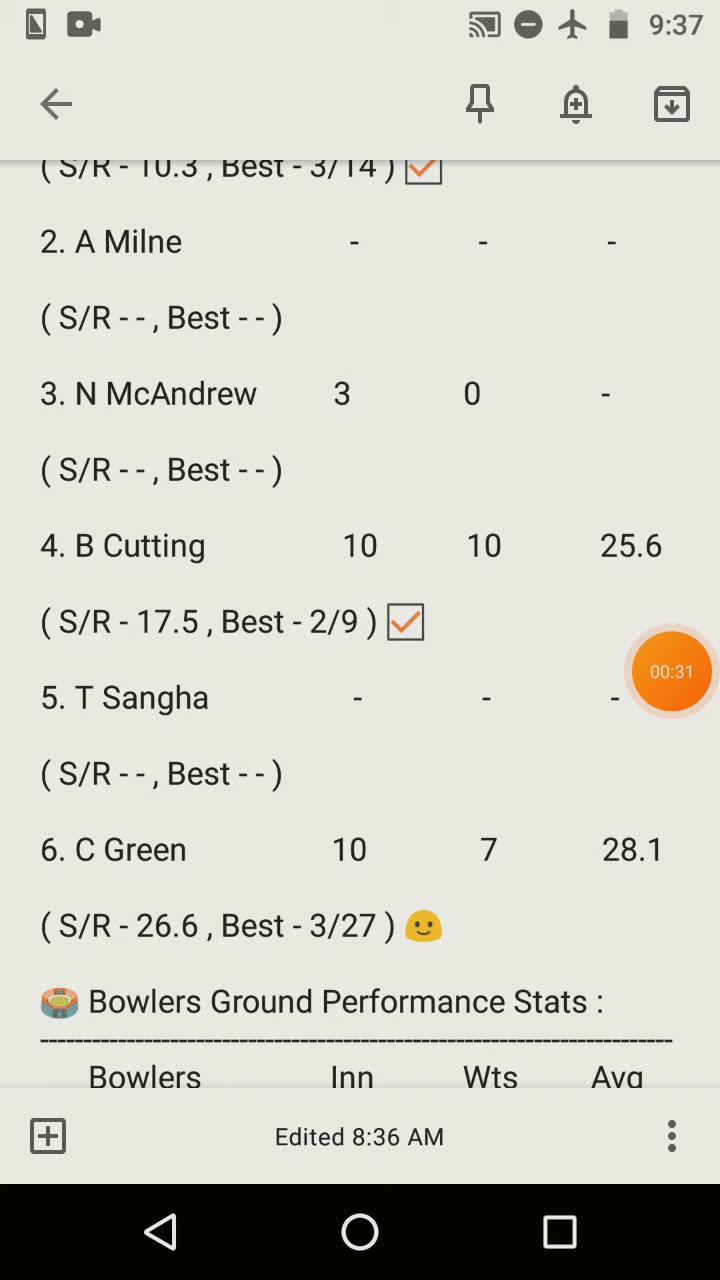 9:37
( S/R - 10.3 , Best - 3/14 ) ☑
2. A Milne - - -
( S/R - - , Best - - )
3. N McAndrew 3 0 -
( S/R - - , Best - - )
4. B Cutting 10 10 25.6
( S/R - 17.5 , Best - 2/9 ) ☑
00:31
5. T Sangha - - -
( S/R - - , Best - - )
6. C Green 10 7 28.1
( S/R - 26.6 , Best - 3/27 ) 🙂
🏟 Bowlers Ground Performance Stats :
--------------------------------------------------------------------------
Bowlers Inn Wts Avg
Edited 8:36 AM